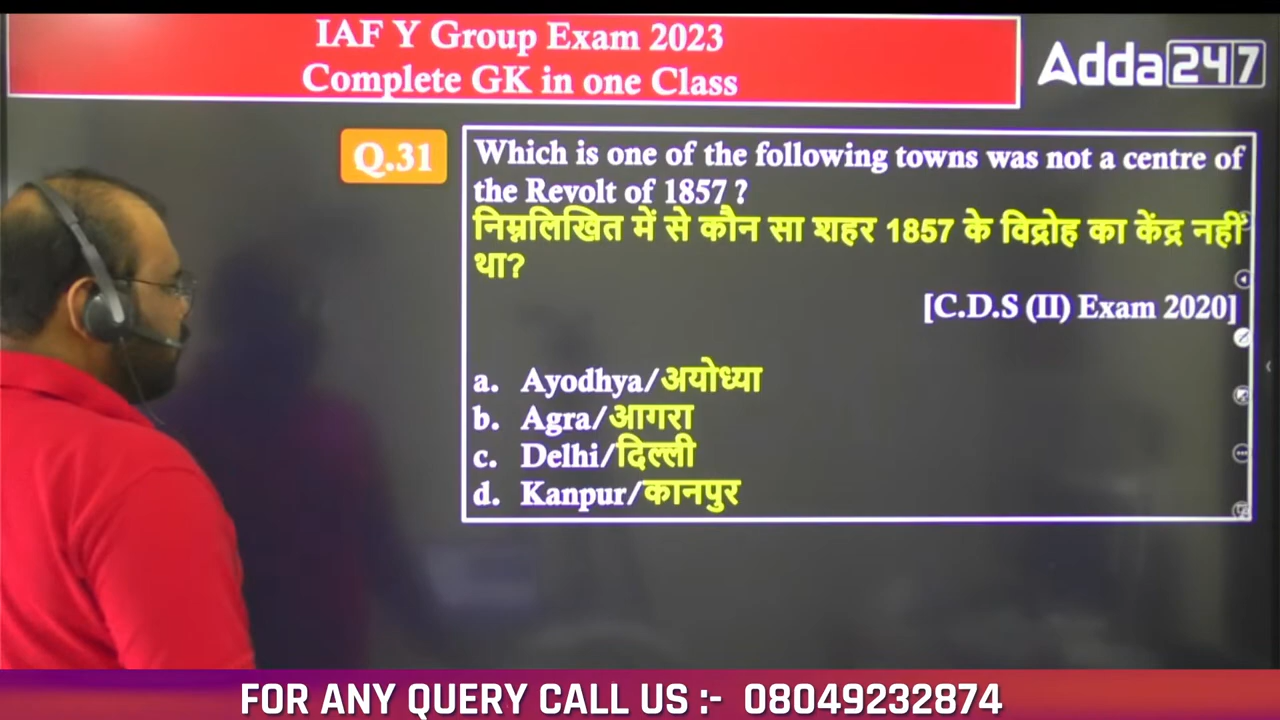 IAF Y Group Exam 2023
Complete GK in one Class
Adda247
Q.31
Which is one of the following towns was not a centre of
the Revolt of 1857 ?
निम्नलिखित में से कौन सा शहर 1857 के विद्रोह का केंद्र नहीं
था?
[C.D.S (II) Exam 2020]
a. Ayodhya/अयोध्या
b. Agra/आगरा
c. Delhi/दिल्ली
d. Kanpur/कानपुर
FOR ANY QUERY CALL US :- 08049232874